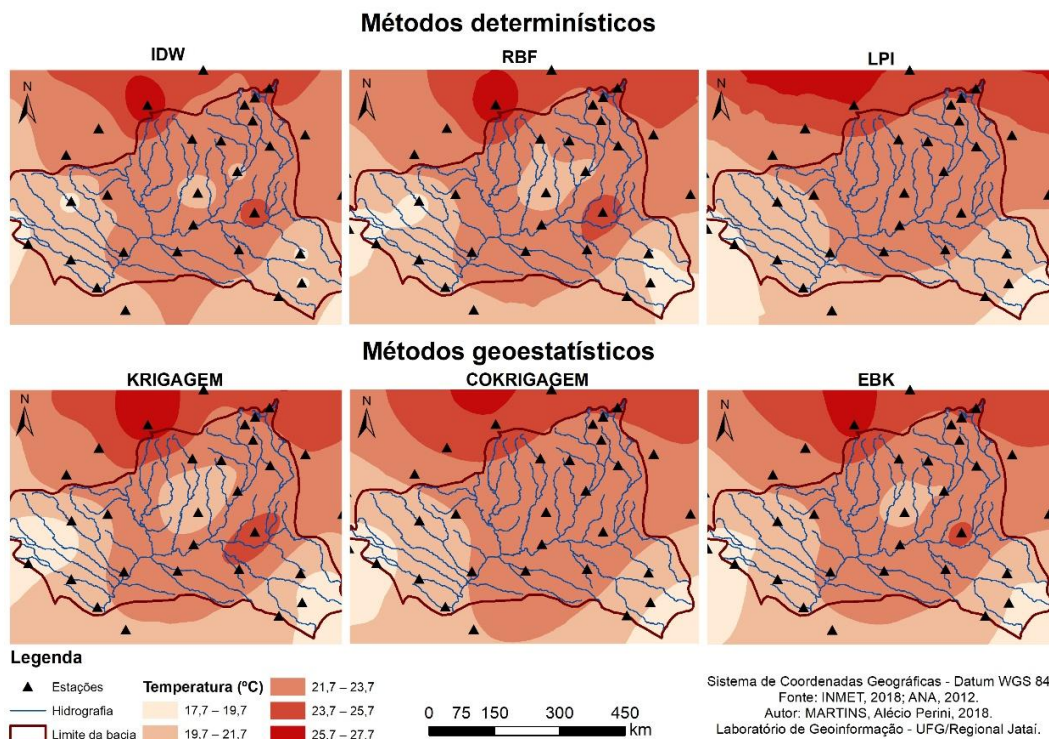 Métodos determinísticos
IDW
RBF
LPI
N
N
N
Métodos geoestatísticos
KRIGAGEM
COKRIGAGEM
EBK
N
N
N
Legenda
Estações
Hidrografia
Limite da bacia
Temperatura (ºC)
17,7 – 19,7
19,7 – 21,7
21,7 – 23,7
23,7 – 25,7
25,7 – 27,7
0 75 150 300 450
km
Sistema de Coordenadas Geográficas - Datum WGS 84.
Fonte: INMET, 2018; ANA, 2012.
Autor: MARTINS, Alécio Perini, 2018.
Laboratório de Geoinformação - UFG/Regional Jataí.